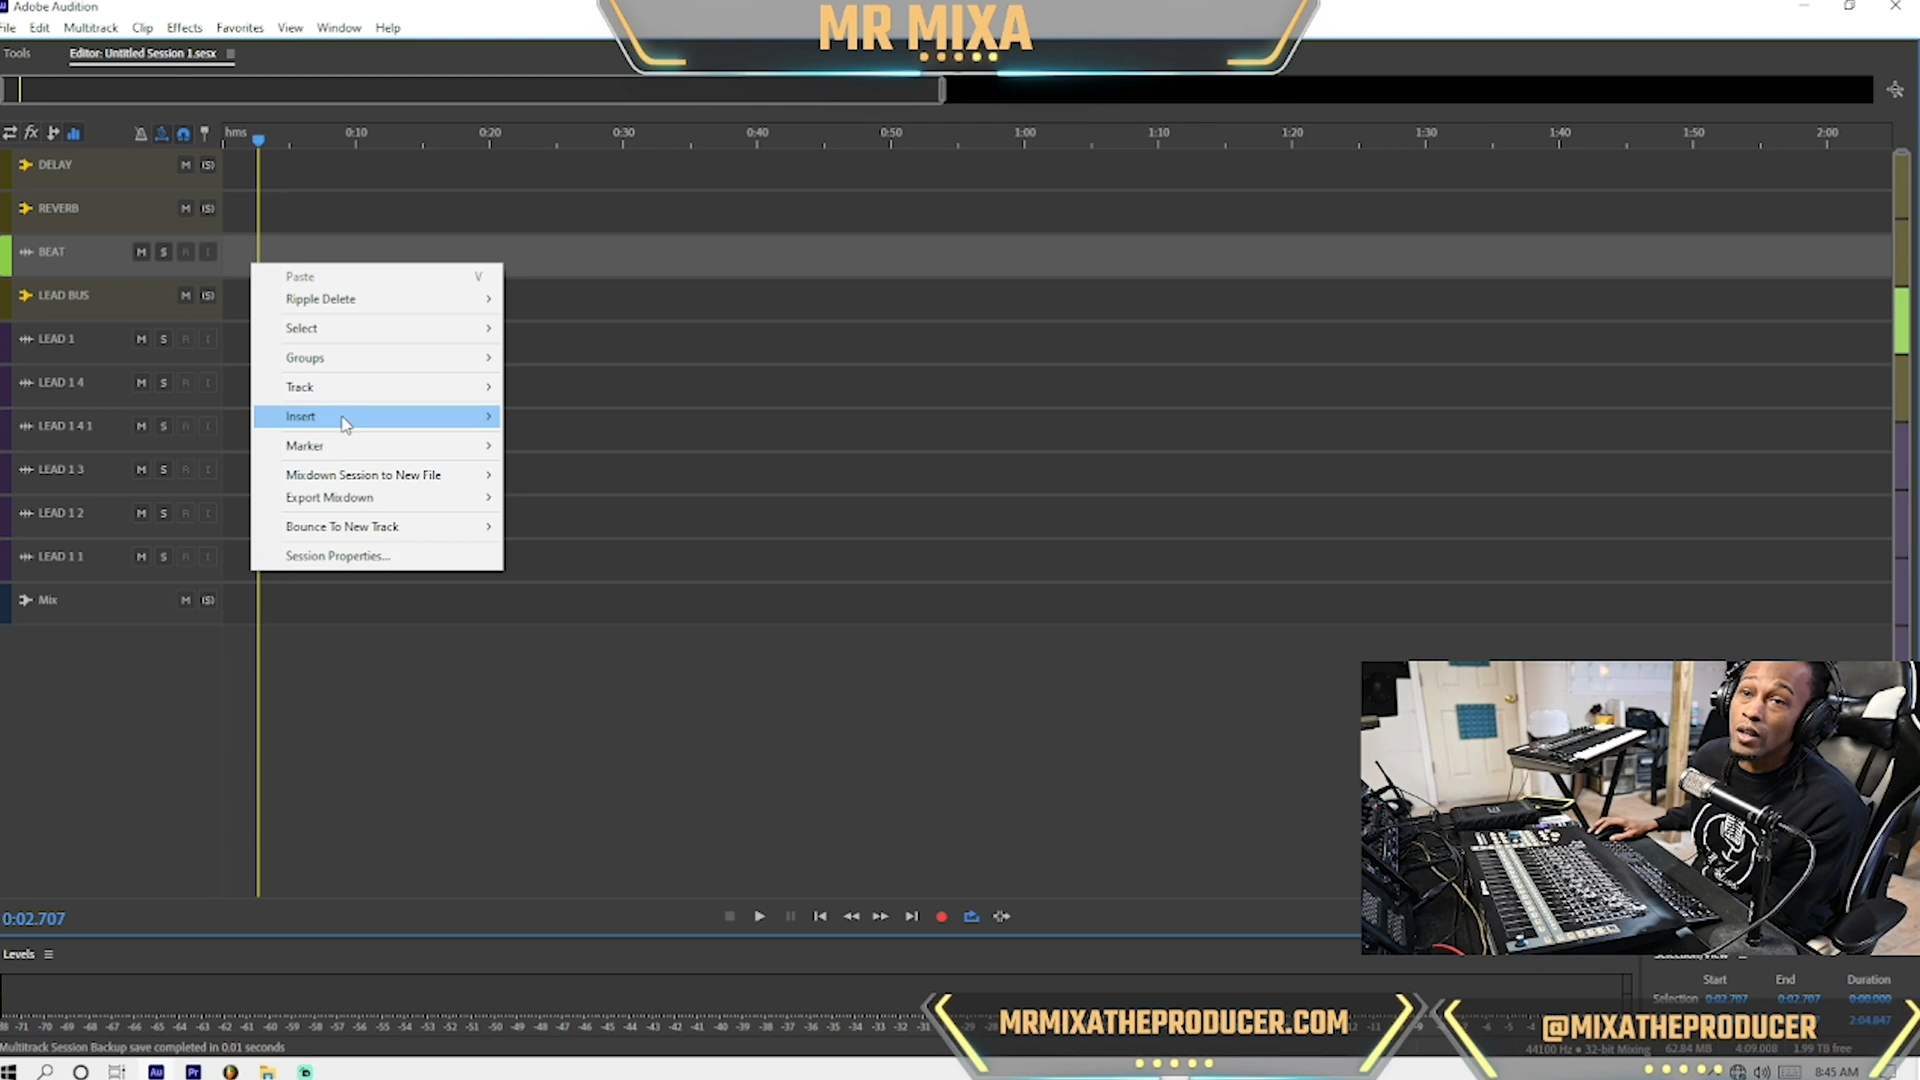 Adobe Audition
File Edit Multitrack Clip Effects Favorites View Window Help
MR MIXA
Tools Editor: Untitled Session 1.sesx
fx hms 0:10 0:20 0:30 0:40 0:50 1:00 1:10 1:20 1:30 1:40 1:50 2:00
DELAY M (S)
REVERB M (S)
BEAT M S R I
LEAD BUS M (S)
LEAD 1 M S R I
LEAD 1 4 M S R I
LEAD 1 4 1 M S R I
LEAD 1 3 M S R I
LEAD 1 2 M S R I
LEAD 1 1 M S R I
Mix M (S)
Paste V
Ripple Delete
Select
Groups
Track
Insert
Marker
Mixdown Session to New File
Export Mixdown
Bounce To New Track
Session Properties...
0:02.707
Levels
Selection/View
Start End Duration
Selection 0:02.707 0:02.707 0:00.000
2:04.847
-71 -70 -69 -68 -67 -66 -65 -64 -63 -62 -61 -60 -59 -58 -57 -56 -55 -54 -53 -52 -51 -50 -49 -48 -47 -46 -45 -44 -43 -42 -41 -40 -39 -38 -37 -36 -35 -34 -33 -32 -31
MRMIXATHEPRODUCER.COM
@MIXATHEPRODUCER
Multitrack Session Backup save completed in 0.01 seconds
44100 Hz • 32-bit Mixing 62.84 MB 4:09.008 1.99 TB free
Au Pr 8:45 AM